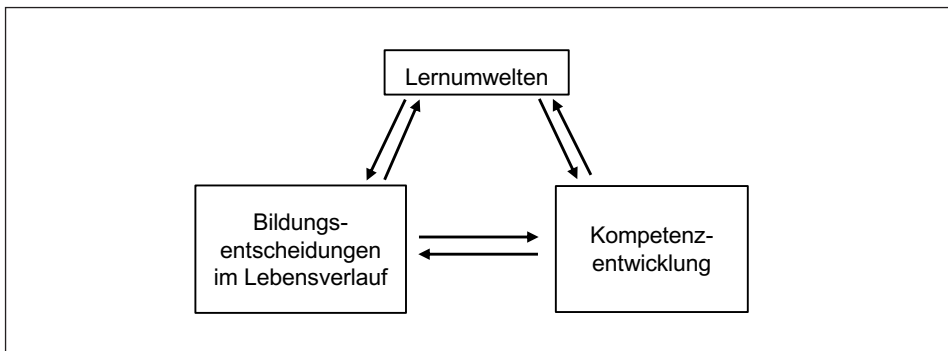 Lernumwelten
Bildungs-
entscheidungen
im Lebensverlauf
Kompetenz-
entwicklung